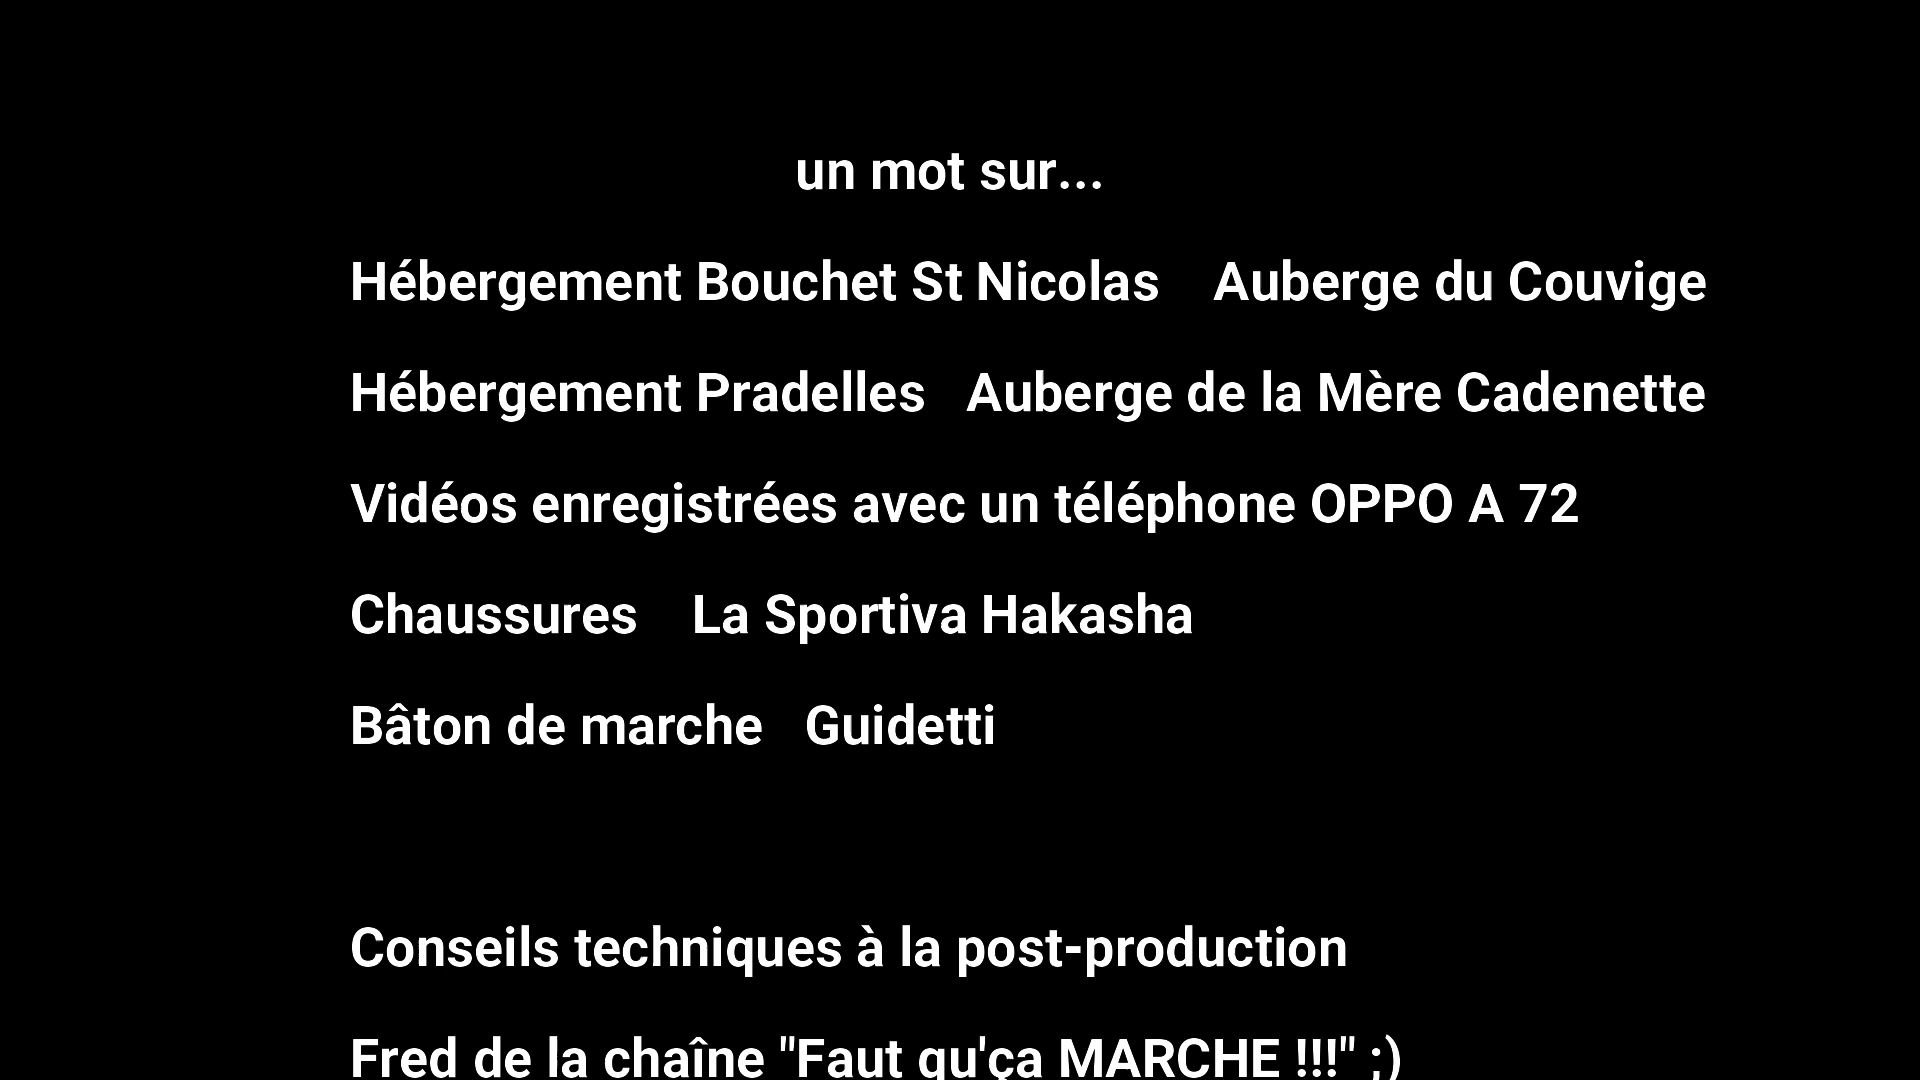 un mot sur...
Hébergement Bouchet St Nicolas Auberge du Couvige
Hébergement Pradelles Auberge de la Mère Cadenette
Vidéos enregistrées avec un téléphone OPPO A 72
Chaussures La Sportiva Hakasha
Bâton de marche Guidetti
Conseils techniques à la post-production
Fred de la chaîne "Faut qu'ça MARCHE !!!" ;)